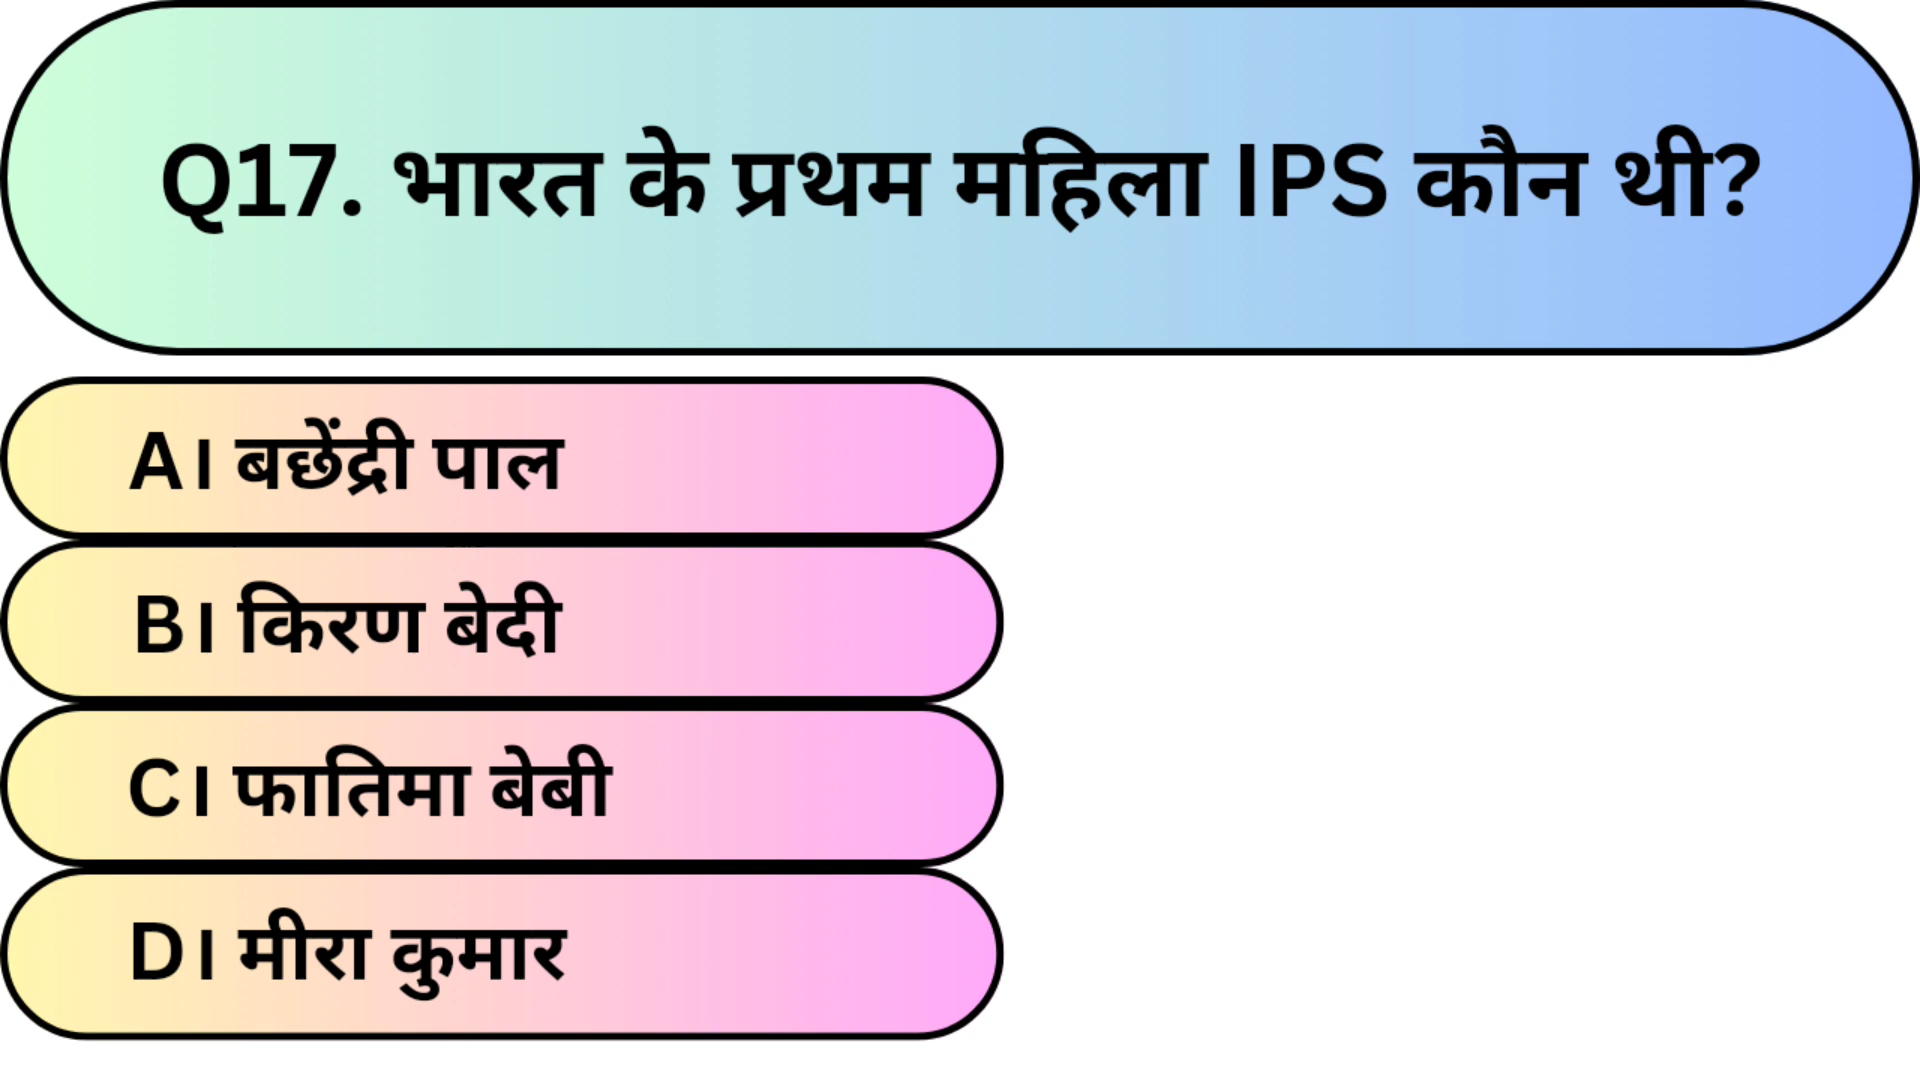 Q17. भारत के प्रथम महिला IPS कौन थी?
A। बछेंद्री पाल
B। किरण बेदी
C। फातिमा बेबी
D। मीरा कुमार